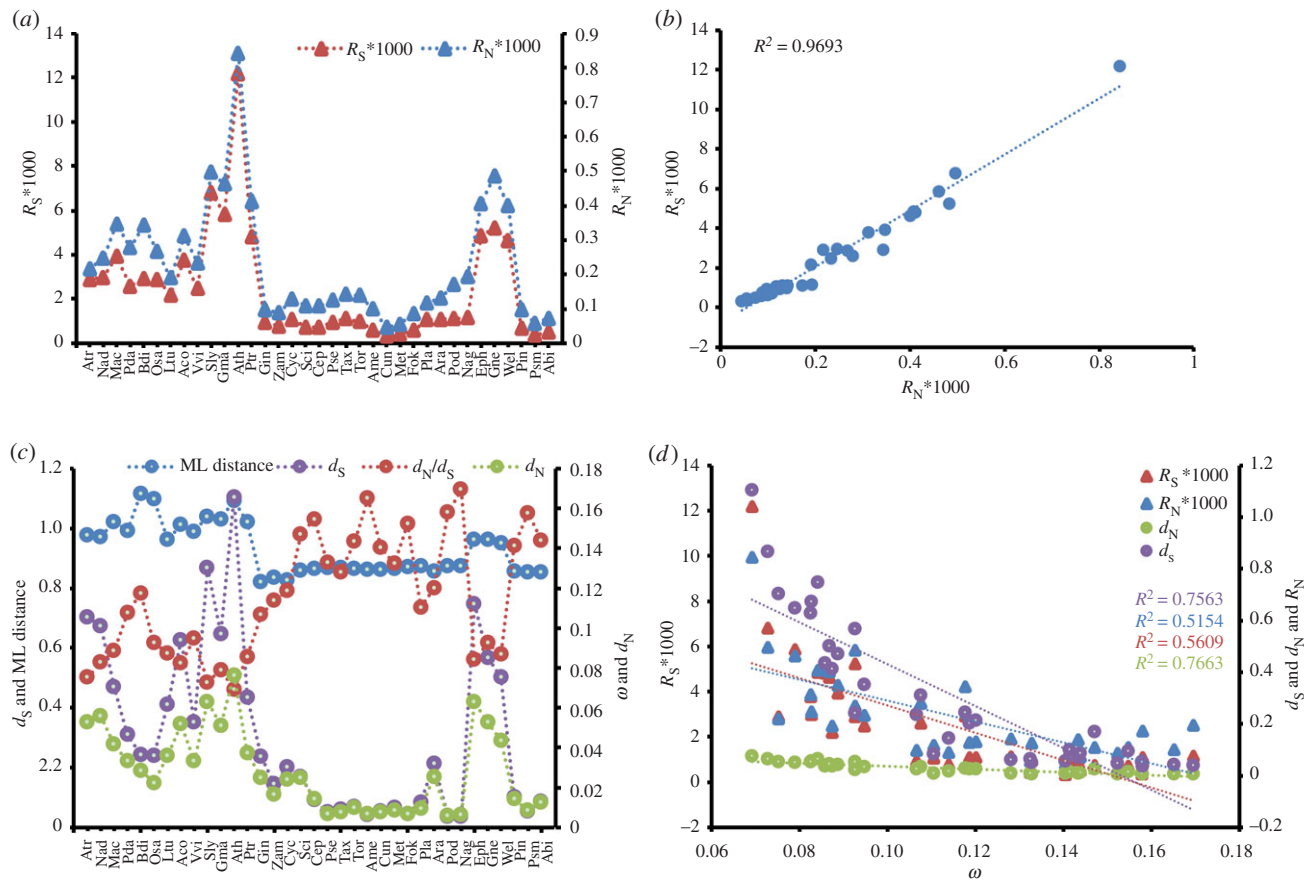 (a)
R_S*1000
R_N*1000
14
12
10
8
6
4
2
0
R_S*1000
0.9
0.8
0.7
0.6
0.5
0.4
0.3
0.2
0.1
0
R_N*1000
Atr Nad Mac Pda Bdi Osa Ltu Aco Vvi Sly Gma Ath Ptr Gin Zam Cyc Sci Cep Pse Tax Tor Ame Cun Met Fok Pla Ara Pod Nag Eph Gne Wel Pin Psm Abi
(b)
R² = 0.9693
14
12
10
8
6
4
2
0
−2
R_S*1000
0 0.2 0.4 0.6 0.8 1
R_N*1000
(c)
ML distance
d_S
d_N/d_S
d_N
1.2
1.0
0.8
0.6
0.4
2.2
0
d_S and ML distance
0.18
0.16
0.14
0.12
0.1
0.08
0.06
0.04
0.02
0
ω and d_N
Atr Nad Mac Pda Bdi Osa Ltu Aco Vvi Sly Gma Ath Ptr Gin Zam Cyc Sci Cep Pse Tax Tor Ame Cun Met Fok Pla Ara Pod Nag Eph Gne Wel Pin Psm Abi
(d)
R_S *1000
R_N*1000
d_N
d_s
R² = 0.7563
R² = 0.5154
R² = 0.5609
R² = 0.7663
14
12
10
8
6
4
2
0
−2
R_S*1000
1.2
1.0
0.8
0.6
0.4
0.2
0
−0.2
d_S and d_N and R_N
0.06 0.08 0.10 0.12 0.14 0.16 0.18
ω